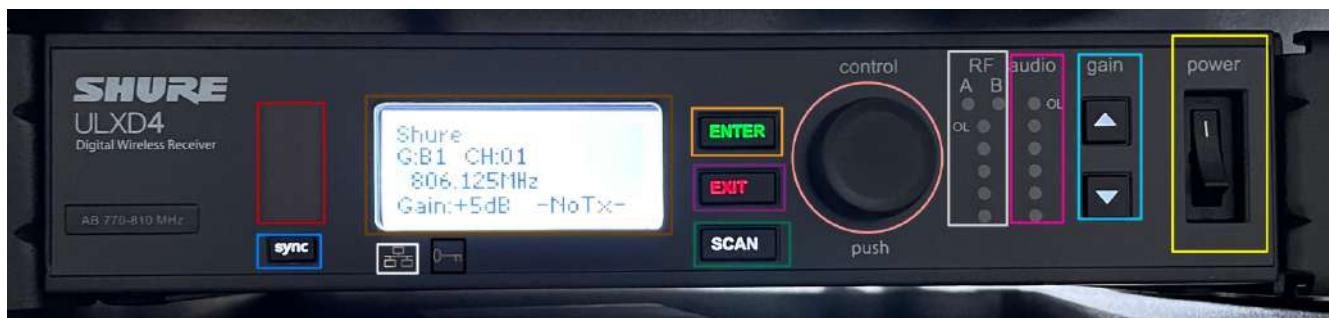 SHURE
ULXD4
Digital Wireless Receiver
AB 770-810 MHz
sync
Shure
G:B1 CH:01
806.125MHz
Gain:+5dB -NoTx-
ENTER
EXIT
SCAN
control
push
RF
A B
OL
audio
OL
gain
power